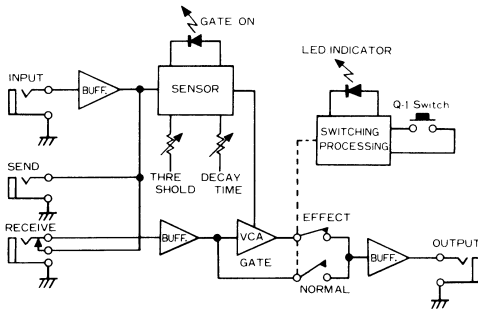 GATE ON
LED INDICATOR
INPUT
BUFF.
SENSOR
Q-1 Switch
SWITCHING
PROCESSING
SEND
THRE
SHOLD
DECAY
TIME
RECEIVE
BUFF.
VCA
GATE
EFFECT
NORMAL
BUFF.
OUTPUT